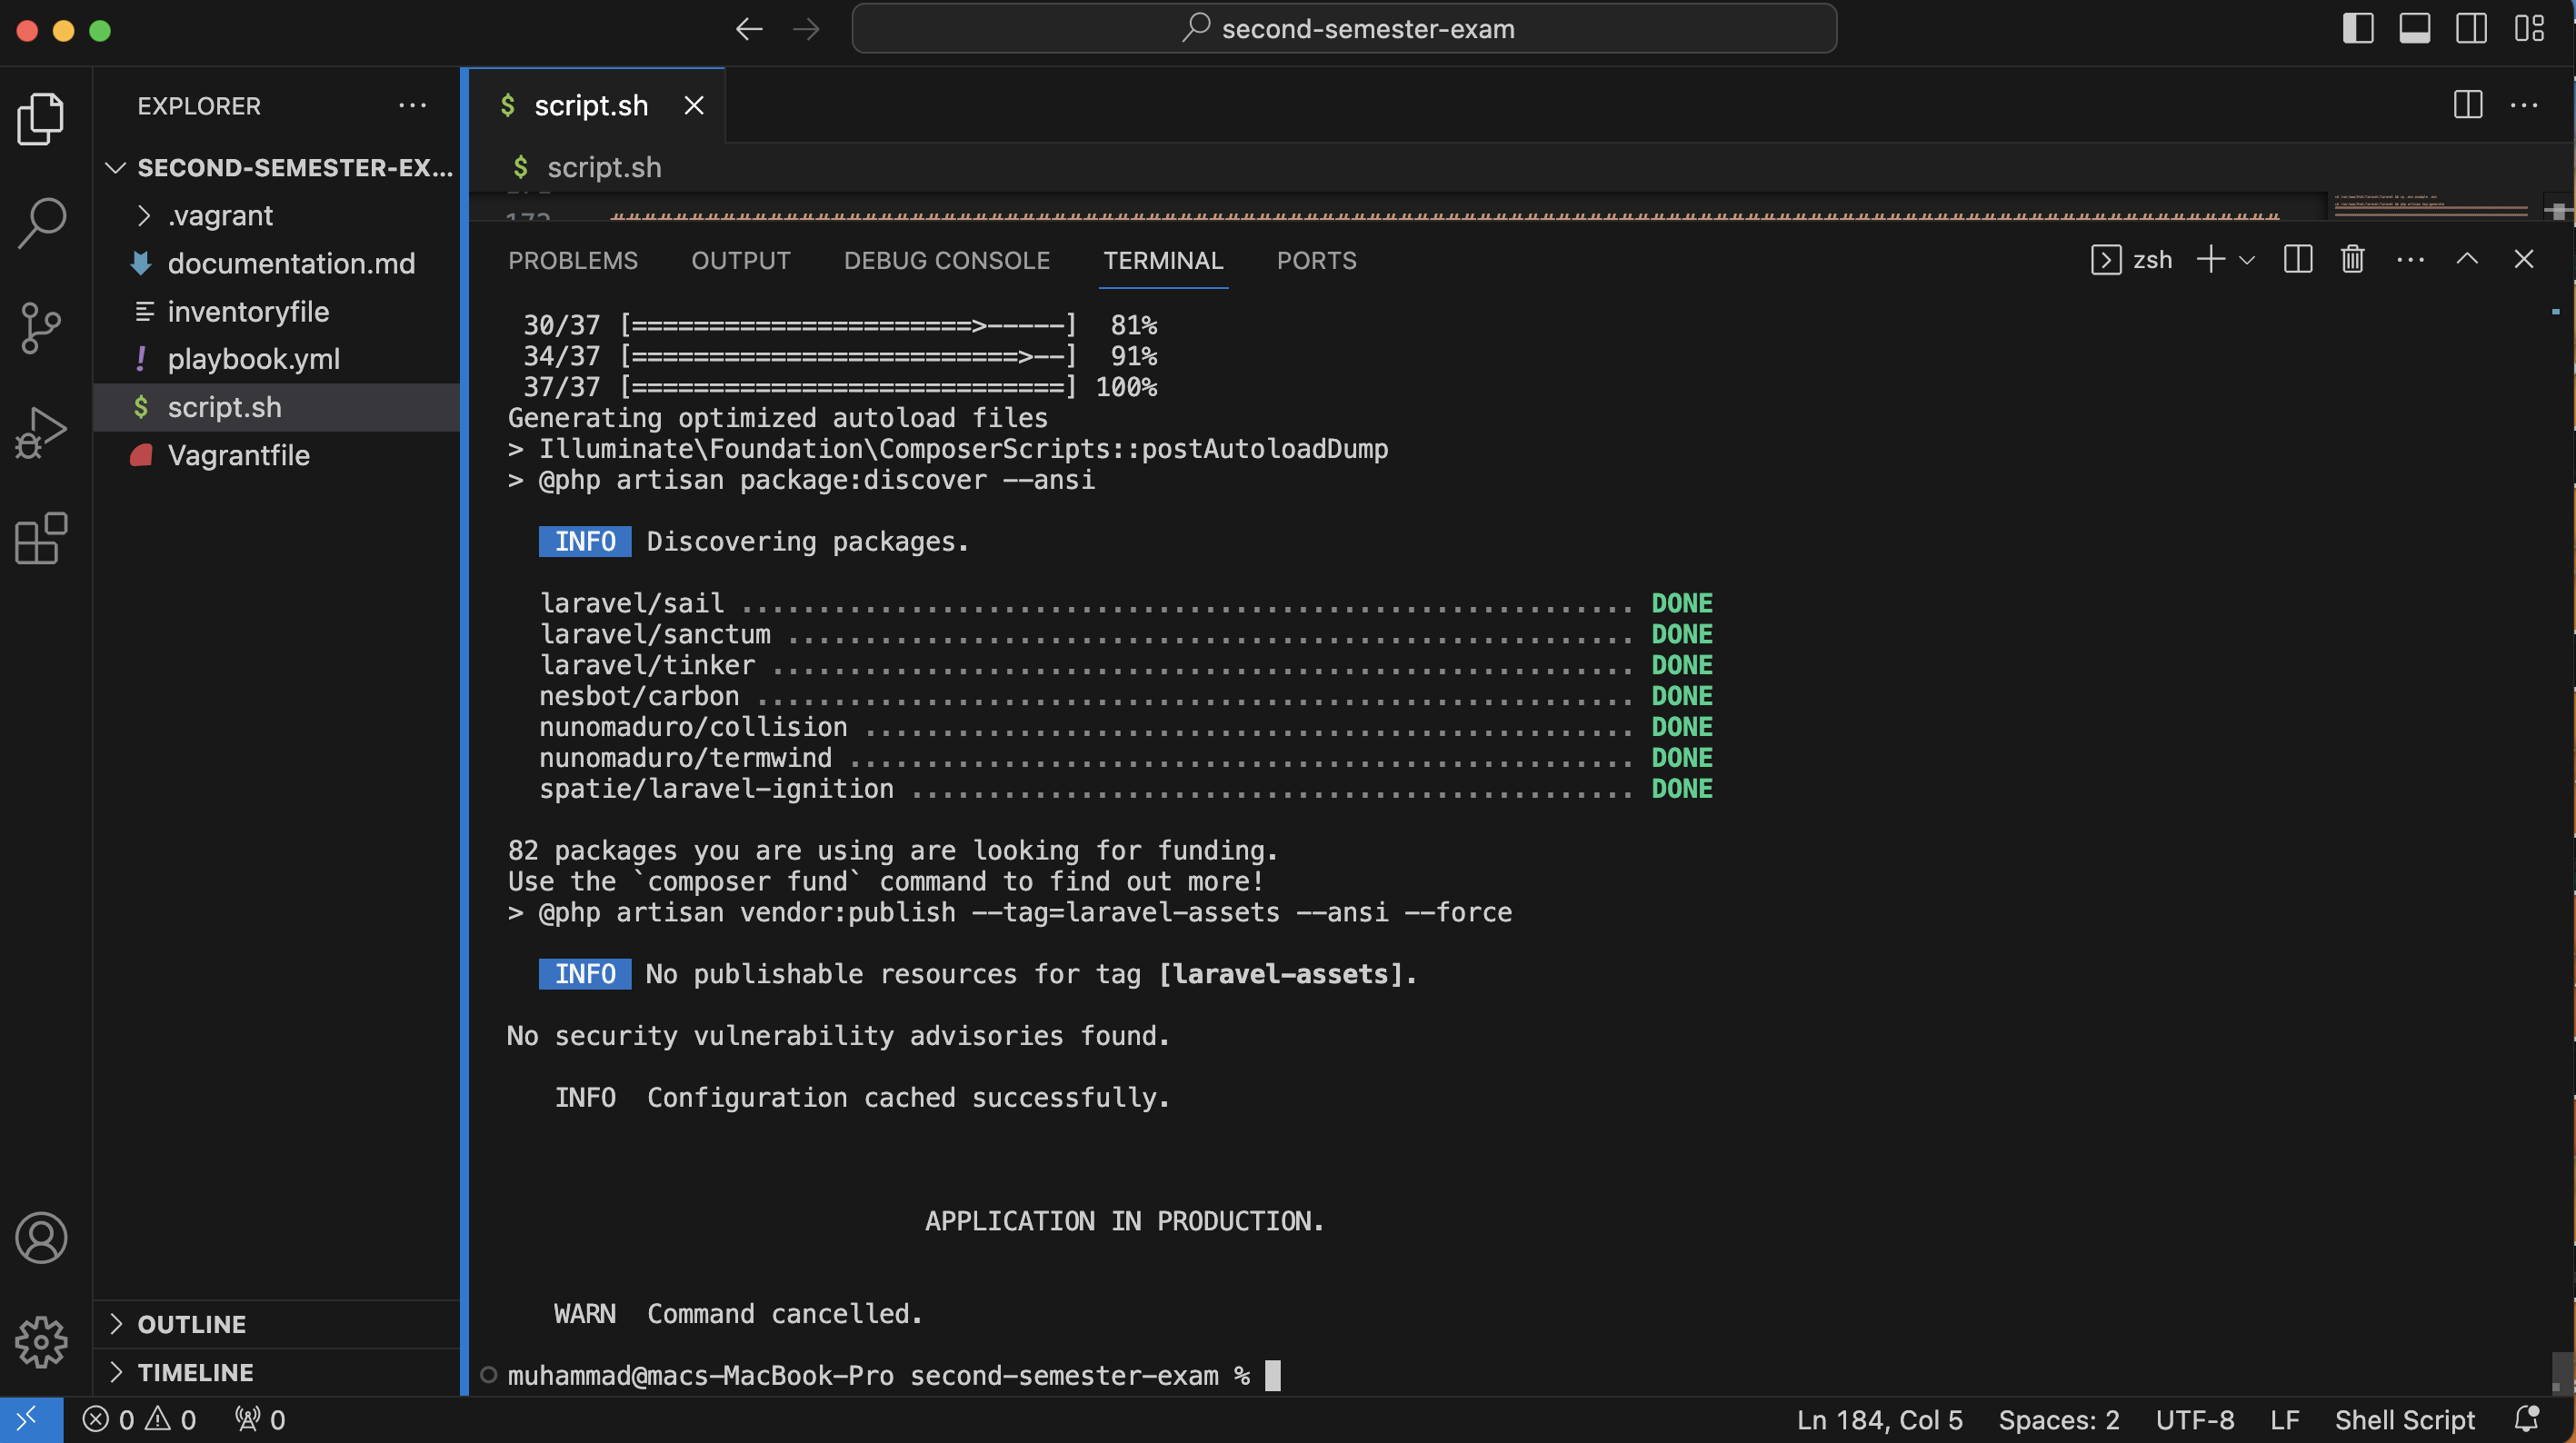 second-semester-exam
EXPLORER
script.sh
SECOND-SEMESTER-EX...
script.sh
.vagrant
documentation.md
inventoryfile
playbook.yml
script.sh
Vagrantfile
PROBLEMS OUTPUT DEBUG CONSOLE TERMINAL PORTS zsh
30/37 [======================>-----]  81%
34/37 [=========================>--]  91%
37/37 [============================] 100%
Generating optimized autoload files
> Illuminate\Foundation\ComposerScripts::postAutoloadDump
> @php artisan package:discover --ansi
INFO Discovering packages.
laravel/sail .......................................................... DONE
laravel/sanctum ....................................................... DONE
laravel/tinker ........................................................ DONE
nesbot/carbon ......................................................... DONE
nunomaduro/collision .................................................. DONE
nunomaduro/termwind ................................................... DONE
spatie/laravel-ignition ............................................... DONE
82 packages you are using are looking for funding.
Use the `composer fund` command to find out more!
> @php artisan vendor:publish --tag=laravel-assets --ansi --force
INFO No publishable resources for tag [laravel-assets].
No security vulnerability advisories found.
INFO  Configuration cached successfully.
APPLICATION IN PRODUCTION.
WARN  Command cancelled.
muhammad@macs-MacBook-Pro second-semester-exam %
OUTLINE
TIMELINE
0 0 0 Ln 184, Col 5 Spaces: 2 UTF-8 LF Shell Script